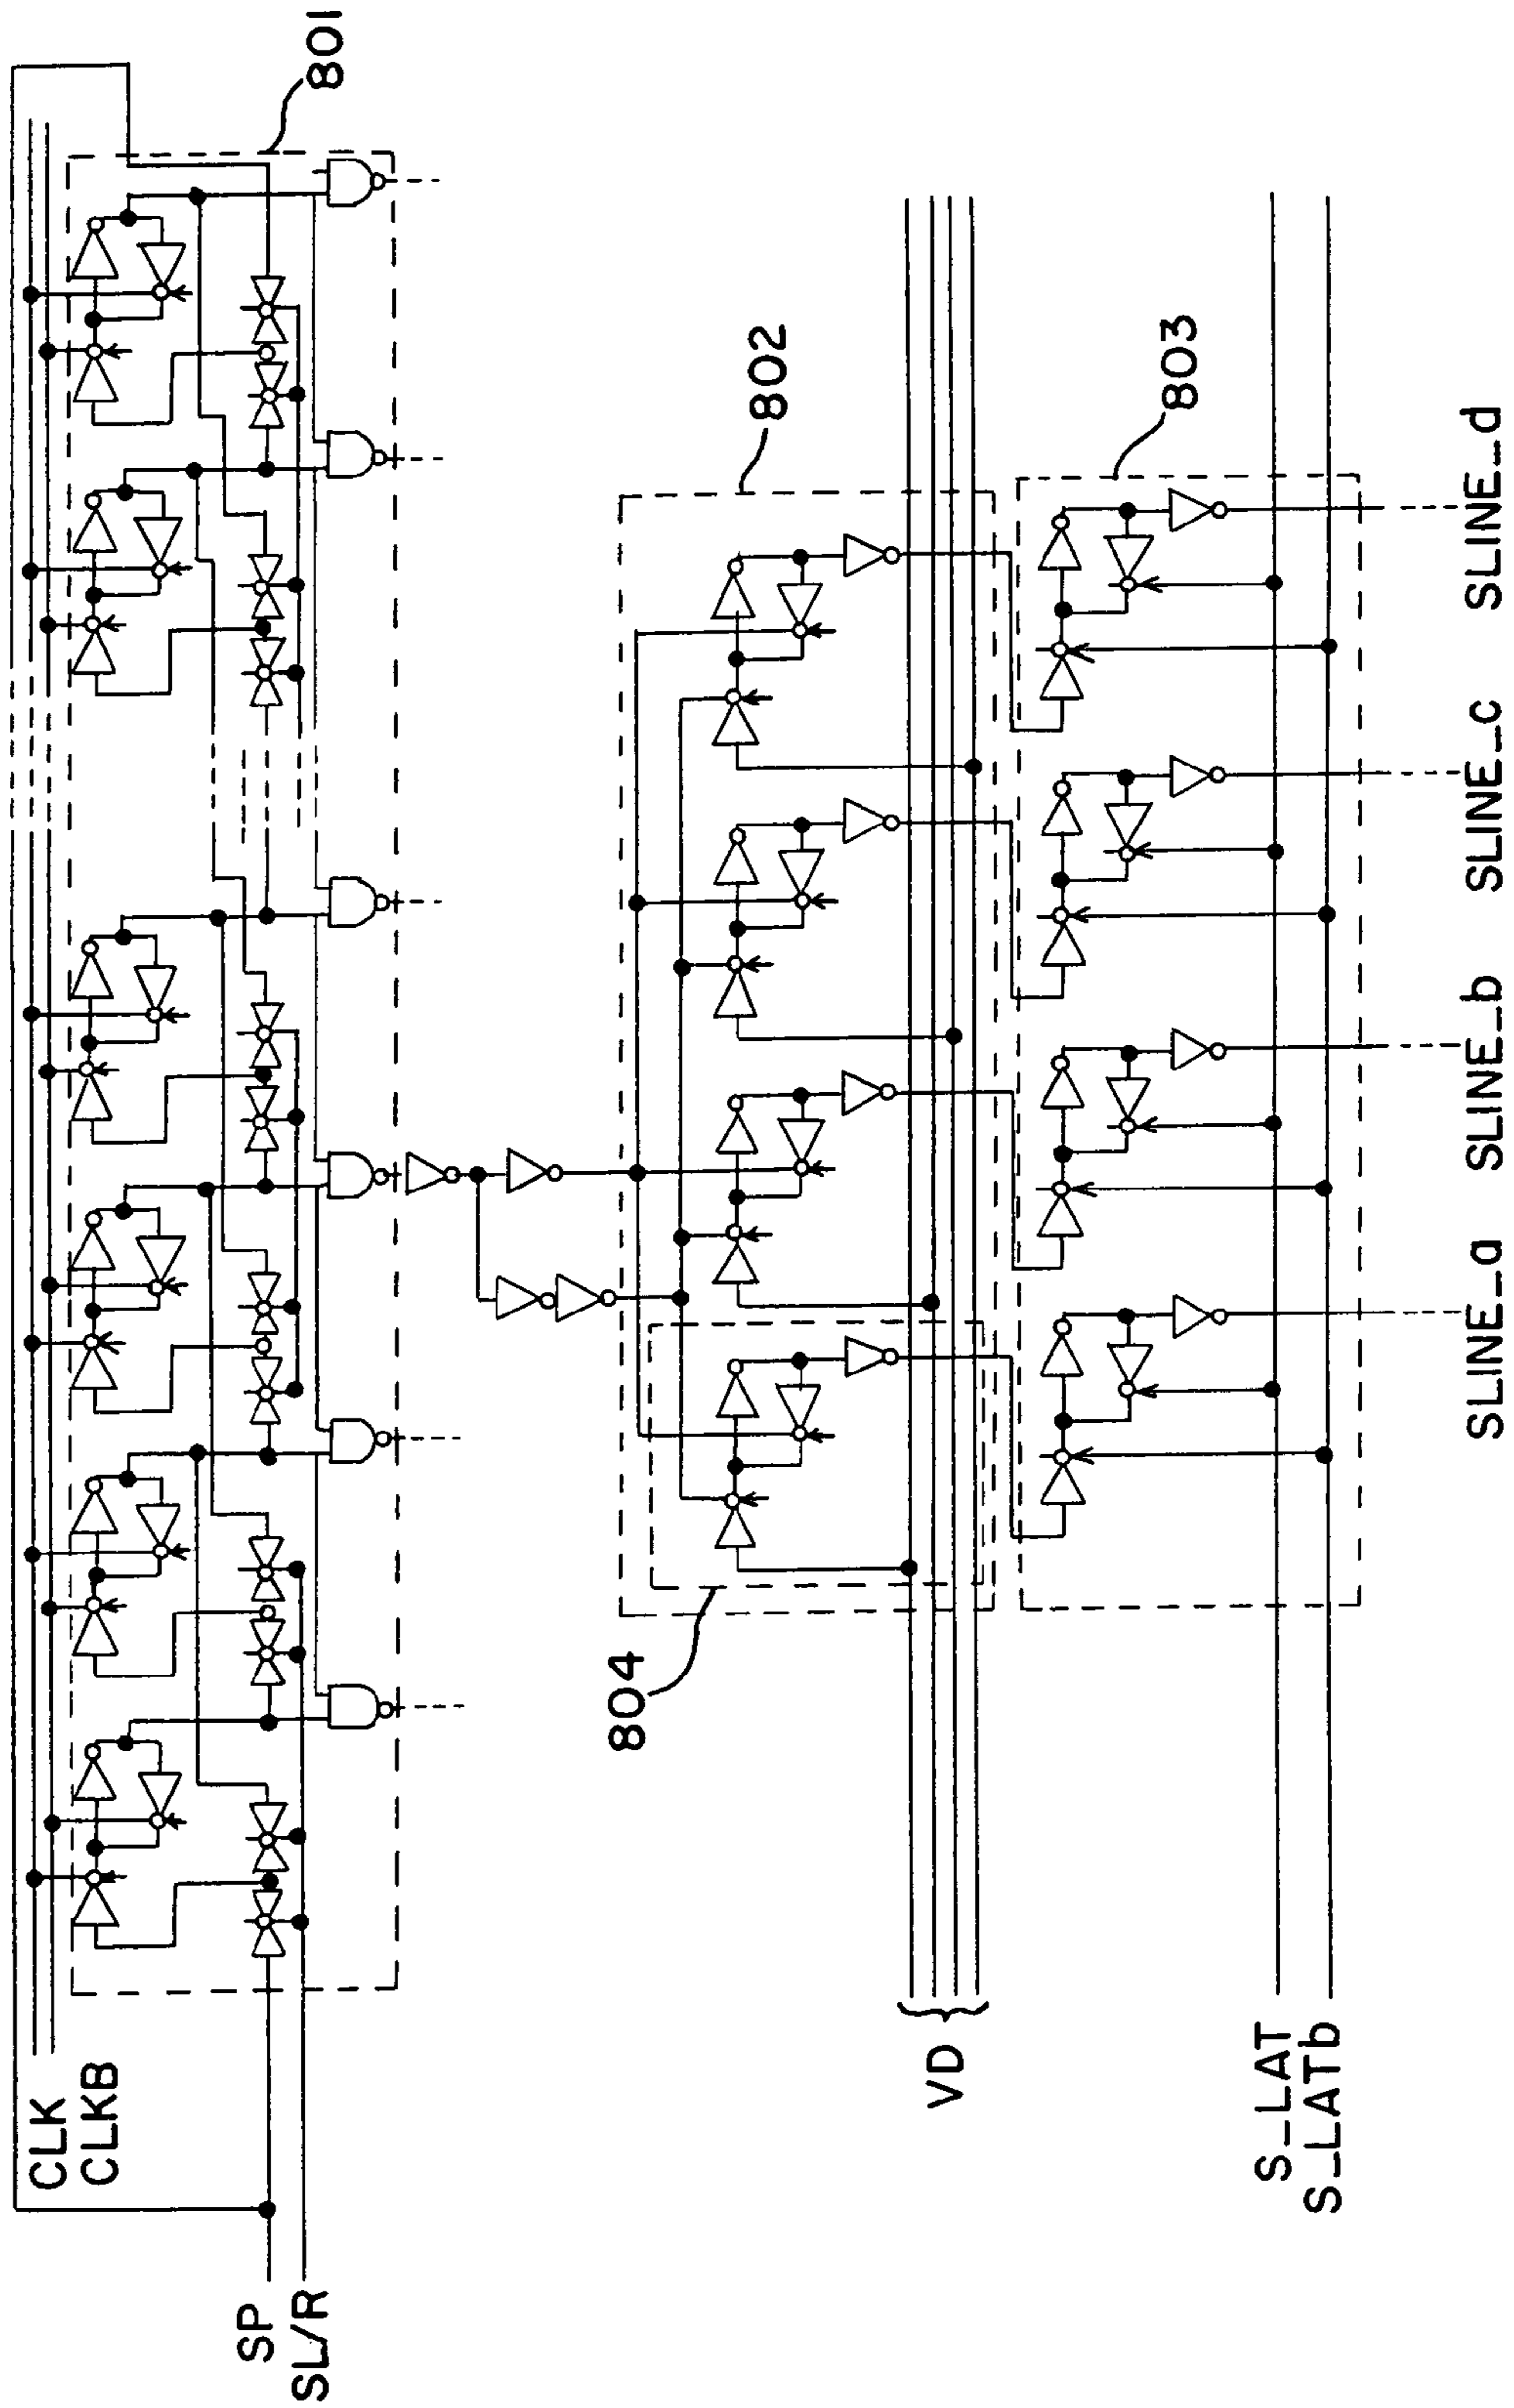 801
CLK
CLKB
SP
SL/R
802
804
VD
803
S_LAT
S_LATb
SLINE_a
SLINE_b
SLINE_c
SLINE_d